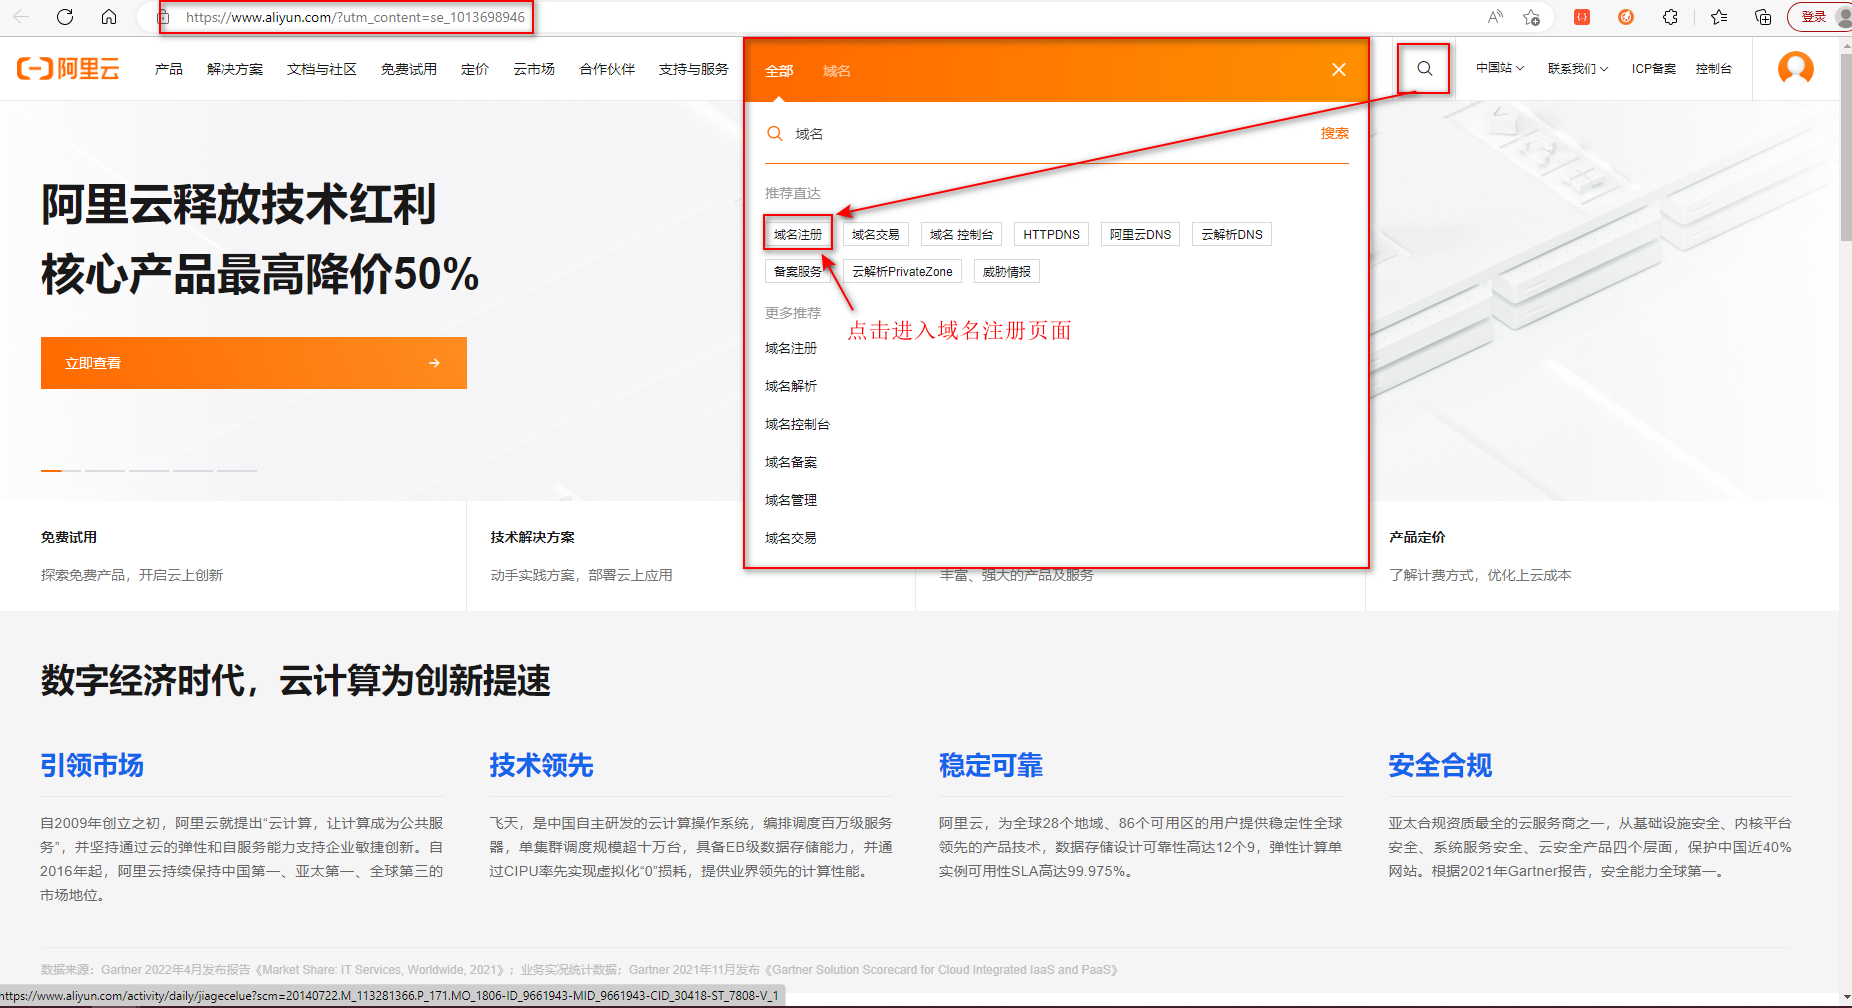 https://www.aliyun.com/?utm_content=se_1013698946
登录
阿里云
产品 解决方案 文档与社区 免费试用 定价 云市场 合作伙伴 支持与服务
全部 域名
中国站 联系我们 ICP备案 控制台
域名 搜索
推荐直达
域名注册 域名交易 域名 控制台 HTTPDNS 阿里云DNS 云解析DNS
备案服务 云解析PrivateZone 威胁情报
更多推荐
点击进入域名注册页面
域名注册
域名解析
域名控制台
域名备案
域名管理
域名交易
阿里云释放技术红利
核心产品最高降价50%
立即查看
免费试用
探索免费产品，开启云上创新
技术解决方案
动手实践方案，部署云上应用
丰富、强大的产品及服务
产品定价
了解计费方式，优化上云成本
数字经济时代，云计算为创新提速
引领市场
自2009年创立之初，阿里云就提出“云计算，让计算成为公共服
务”，并坚持通过云的弹性和自服务能力支持企业敏捷创新。自
2016年起，阿里云持续保持中国第一、亚太第一、全球第三的
市场地位。
技术领先
飞天，是中国自主研发的云计算操作系统，编排调度百万级服务
器，单集群调度规模超十万台，具备EB级数据存储能力，并通
过CIPU率先实现虚拟化“0”损耗，提供业界领先的计算性能。
稳定可靠
阿里云，为全球28个地域、86个可用区的用户提供稳定性全球
领先的产品技术，数据存储设计可靠性高达12个9，弹性计算单
实例可用性SLA高达99.975%。
安全合规
亚太合规资质最全的云服务商之一，从基础设施安全、内核平台
安全、系统服务安全、云安全产品四个层面，保护中国近40%
网站。根据2021年Gartner报告，安全能力全球第一。
数据来源：Gartner 2022年4月发布报告《Market Share: IT Services, Worldwide, 2021》；业务实况统计数据；Gartner 2021年11月发布《Gartner Solution Scorecard for Cloud Integrated IaaS and PaaS》
https://www.aliyun.com/activity/daily/jiagecelue?scm=20140722.M_113281366.P_171.MO_1806-ID_9661943-MID_9661943-CID_30418-ST_7808-V_1